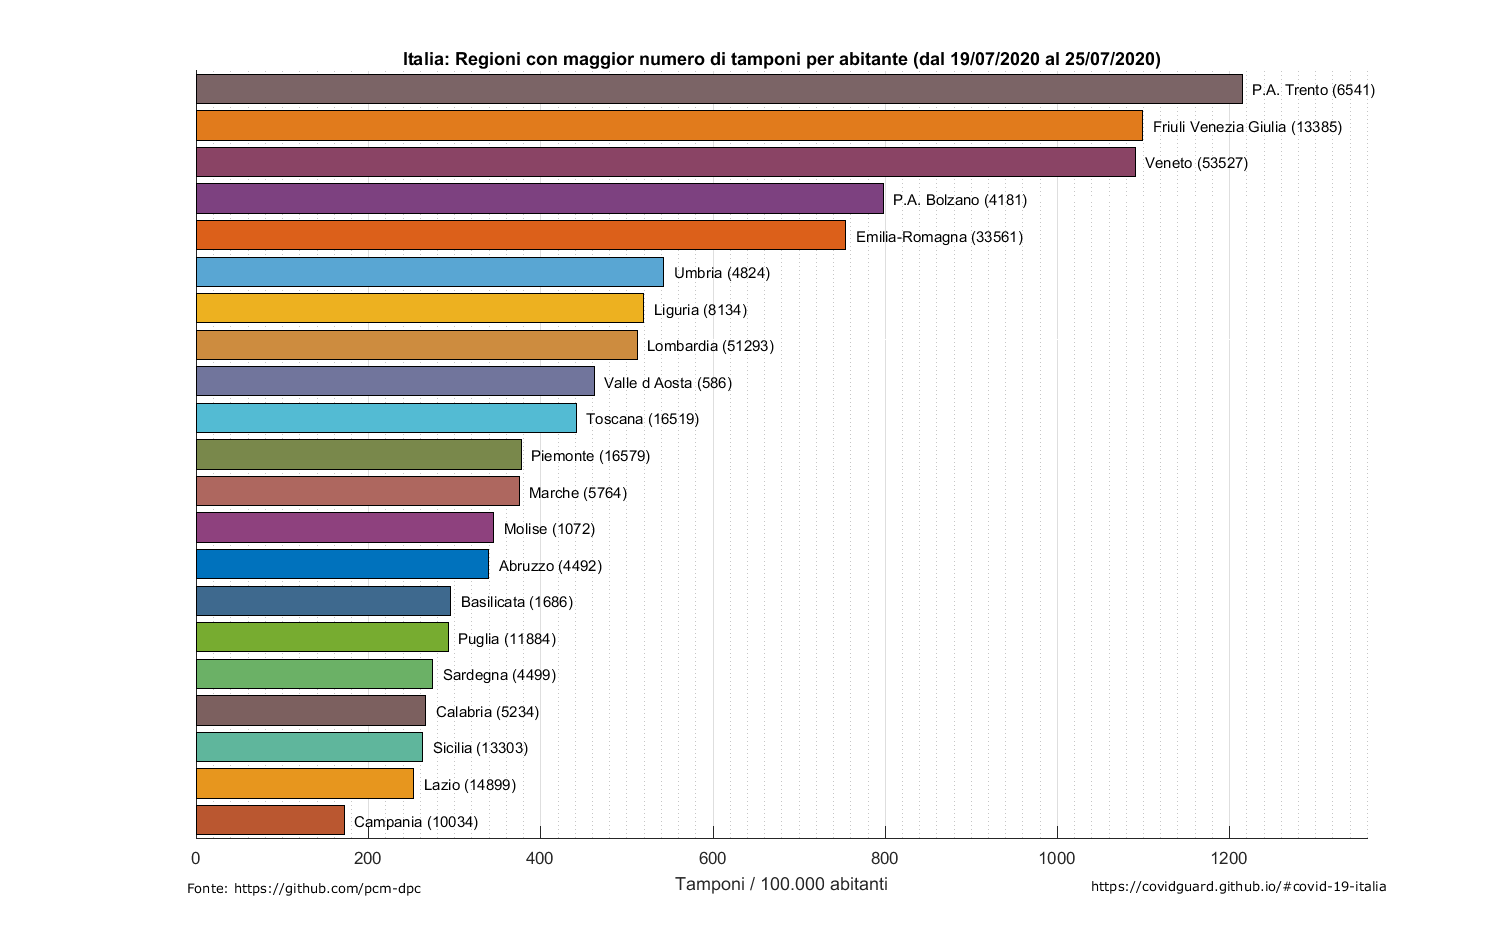 Italia: Regioni con maggior numero di tamponi per abitante (dal 19/07/2020 al 25/07/2020)
P.A. Trento (6541)
Friuli Venezia Giulia (13385)
Veneto (53527)
P.A. Bolzano (4181)
Emilia-Romagna (33561)
Umbria (4824)
Liguria (8134)
Lombardia (51293)
Valle d Aosta (586)
Toscana (16519)
Piemonte (16579)
Marche (5764)
Molise (1072)
Abruzzo (4492)
Basilicata (1686)
Puglia (11884)
Sardegna (4499)
Calabria (5234)
Sicilia (13303)
Lazio (14899)
Campania (10034)
0 200 400 600 800 1000 1200
Tamponi / 100.000 abitanti
Fonte: https://github.com/pcm-dpc
https://covidguard.github.io/#covid-19-italia